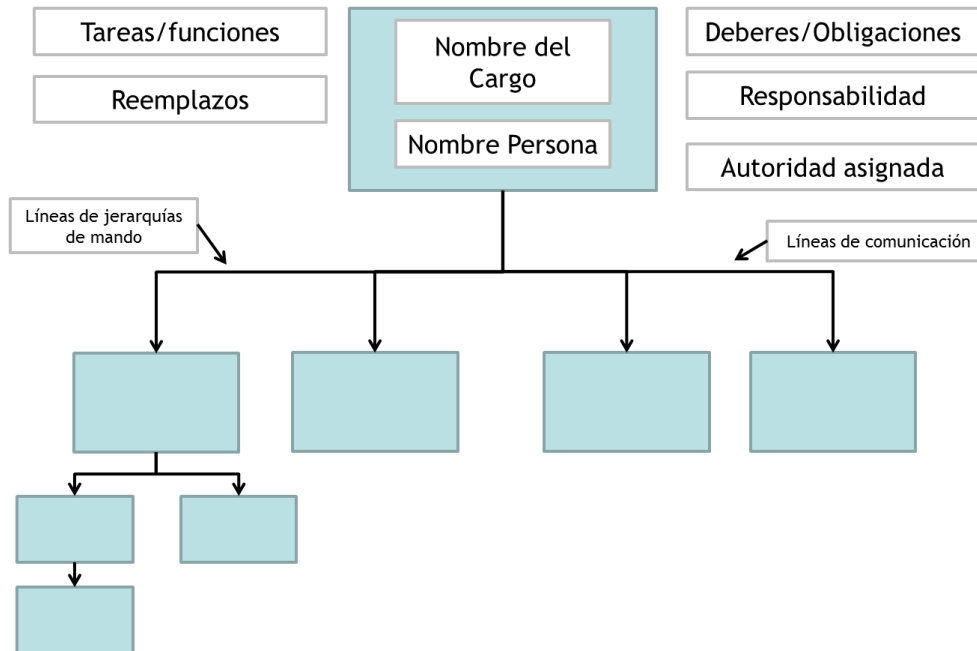 Tareas/funciones
Reemplazos
Nombre del
Cargo
Nombre Persona
Deberes/Obligaciones
Responsabilidad
Autoridad asignada
Líneas de jerarquías
de mando
Líneas de comunicación